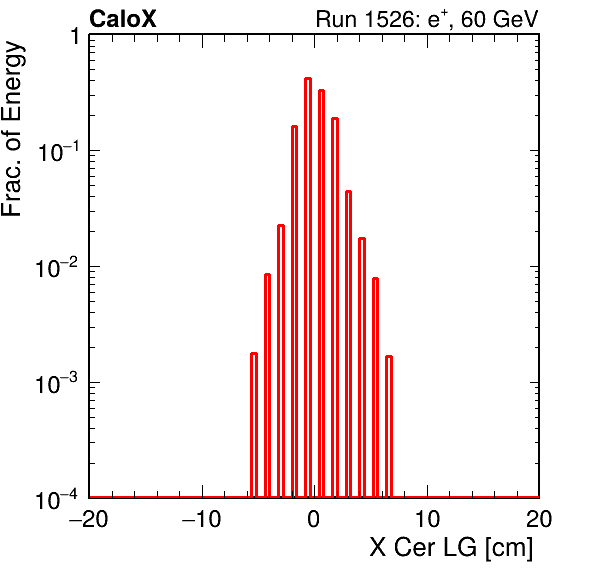 CaloX Run 1526: e⁺, 60 GeV
Frac. of Energy
1
10⁻¹
10⁻²
10⁻³
10⁻⁴
−20 −10 0 10 20
X Cer LG [cm]